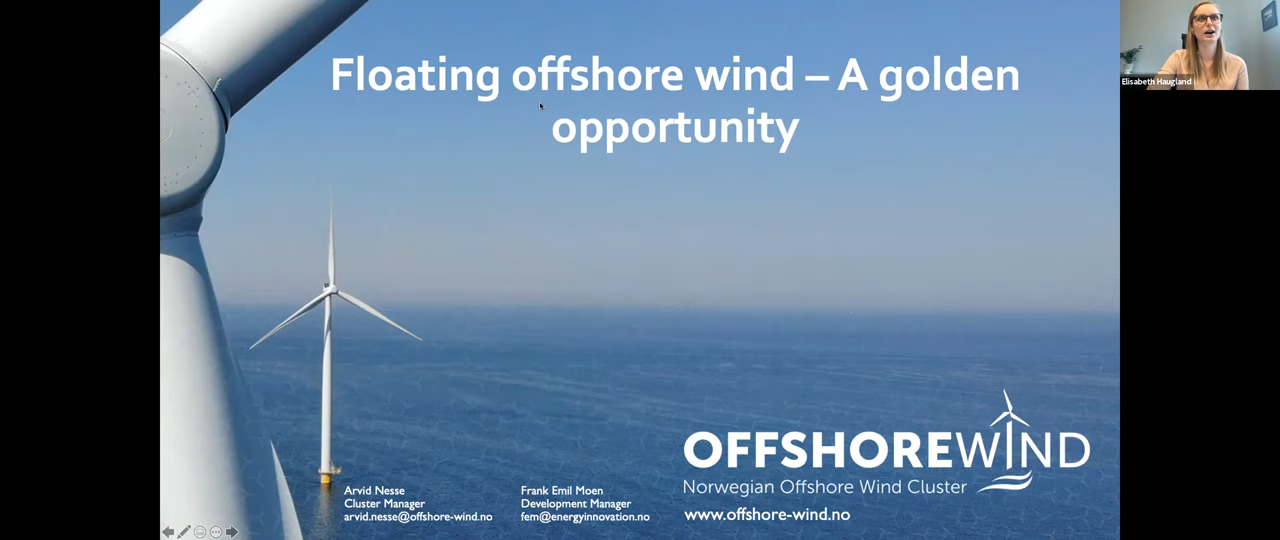 Floating offshore wind – A golden
opportunity
Elisabeth Haugland
OFFSHOREWIND
Norwegian Offshore Wind Cluster
www.offshore-wind.no
Arvid Nesse
Cluster Manager
arvid.nesse@offshore-wind.no
Frank Emil Moen
Development Manager
fem@energyinnovation.no